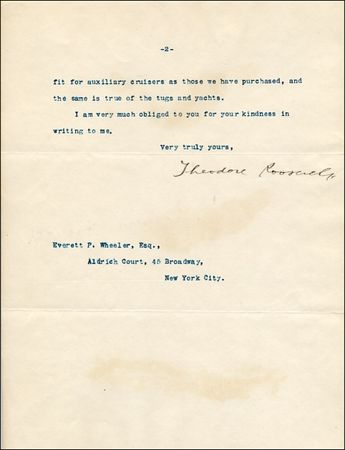 -2-
fit for auxiliary cruisers as those we have purchased, and
the same is true of the tugs and yachts.
I am very much obliged to you for your kindness in
writing to me.
Very truly yours,
Theodore Roosevelt
Everett P. Wheeler, Esq.,
Aldrich Court, 45 Broadway,
New York City.